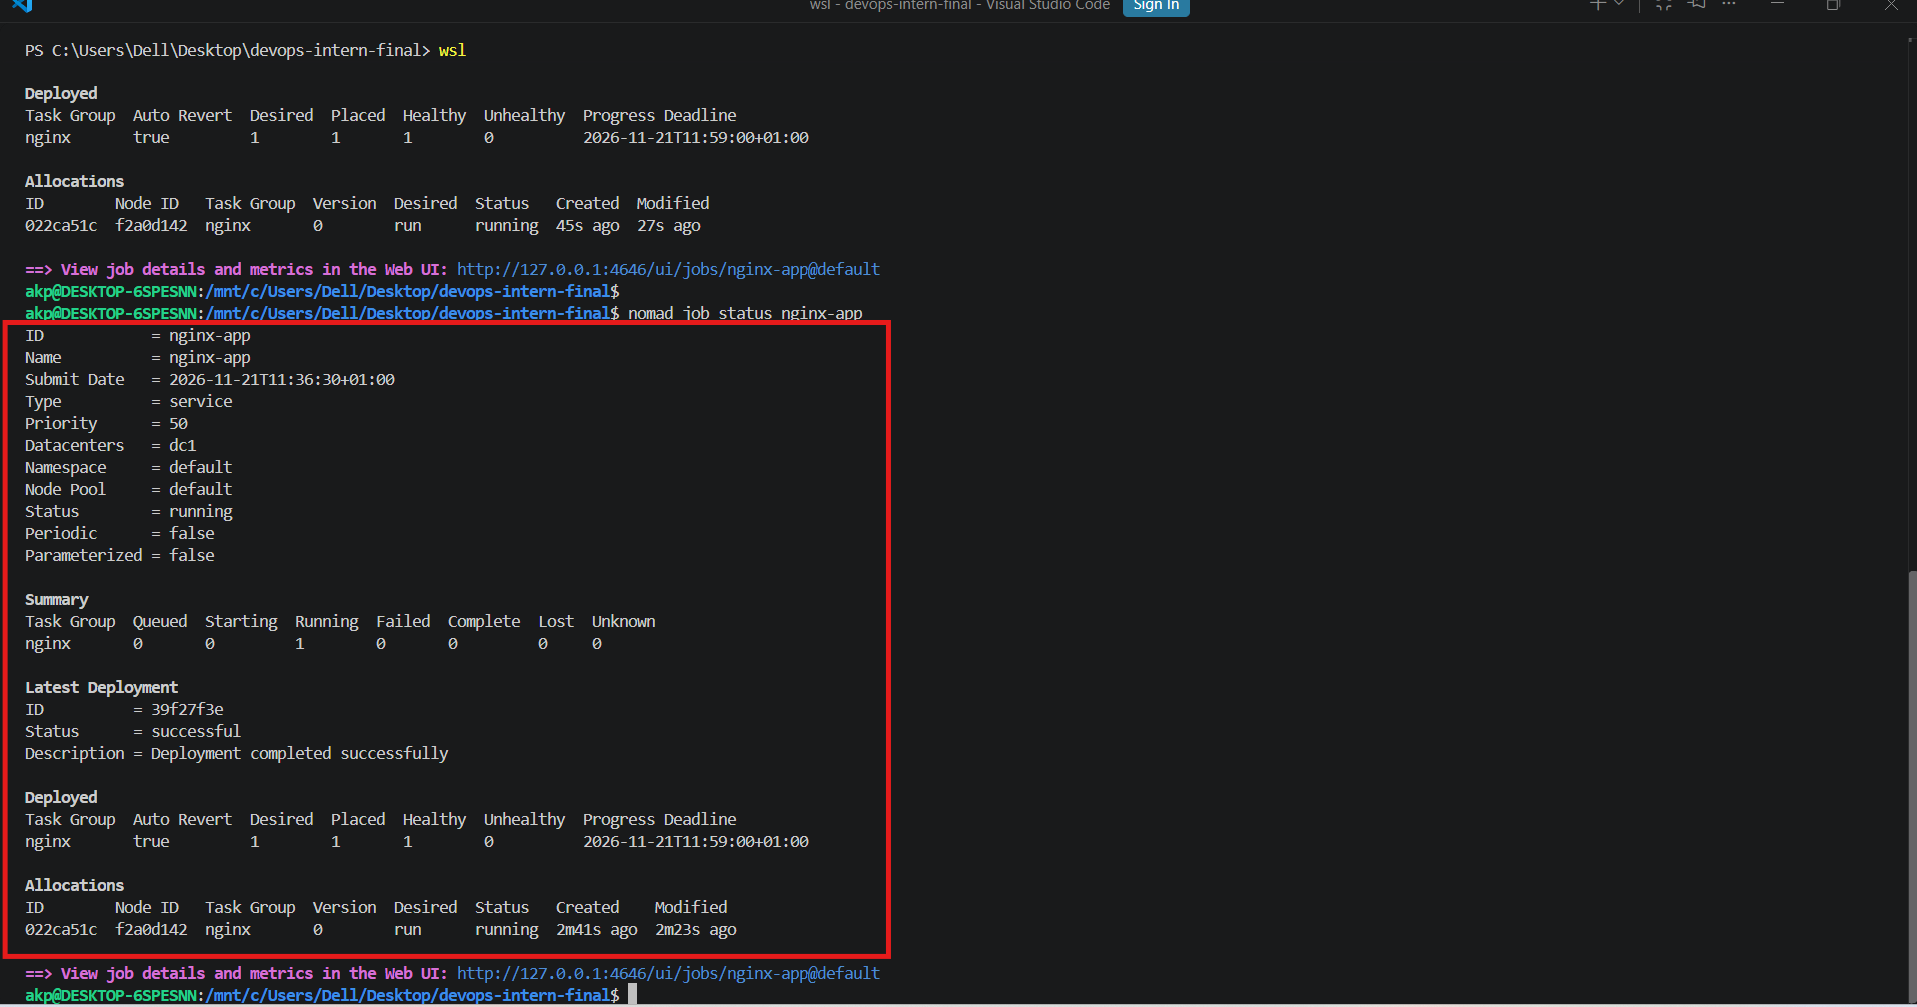 wsl - devops-intern-final - Visual Studio Code
Sign In
PS C:\Users\Dell\Desktop\devops-intern-final> wsl
Deployed
Task Group  Auto Revert  Desired  Placed  Healthy  Unhealthy  Progress Deadline
nginx       true         1        1       1        0          2026-11-21T11:59:00+01:00
Allocations
ID        Node ID   Task Group  Version  Desired  Status   Created  Modified
022ca51c  f2a0d142  nginx       0        run      running  45s ago  27s ago
==> View job details and metrics in the Web UI: http://127.0.0.1:4646/ui/jobs/nginx-app@default
akp@DESKTOP-6SPESNN:/mnt/c/Users/Dell/Desktop/devops-intern-final$
akp@DESKTOP-6SPESNN:/mnt/c/Users/Dell/Desktop/devops-intern-final$ nomad job status nginx-app
ID            = nginx-app
Name          = nginx-app
Submit Date   = 2026-11-21T11:36:30+01:00
Type          = service
Priority      = 50
Datacenters   = dc1
Namespace     = default
Node Pool     = default
Status        = running
Periodic      = false
Parameterized = false
Summary
Task Group  Queued  Starting  Running  Failed  Complete  Lost  Unknown
nginx       0       0         1        0       0         0     0
Latest Deployment
ID          = 39f27f3e
Status      = successful
Description = Deployment completed successfully
Deployed
Task Group  Auto Revert  Desired  Placed  Healthy  Unhealthy  Progress Deadline
nginx       true         1        1       1        0          2026-11-21T11:59:00+01:00
Allocations
ID        Node ID   Task Group  Version  Desired  Status   Created    Modified
022ca51c  f2a0d142  nginx       0        run      running  2m41s ago  2m23s ago
==> View job details and metrics in the Web UI: http://127.0.0.1:4646/ui/jobs/nginx-app@default
akp@DESKTOP-6SPESNN:/mnt/c/Users/Dell/Desktop/devops-intern-final$